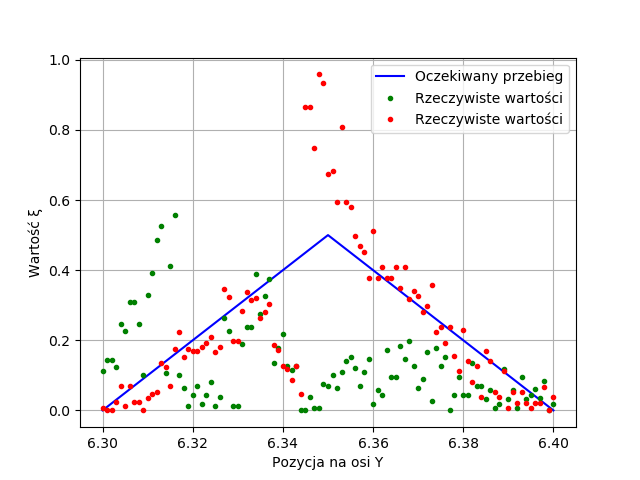 1.0
0.8
0.6
0.4
0.2
0.0
Wartość ξ
Oczekiwany przebieg
Rzeczywiste wartości
Rzeczywiste wartości
6.30 6.32 6.34 6.36 6.38 6.40
Pozycja na osi Y